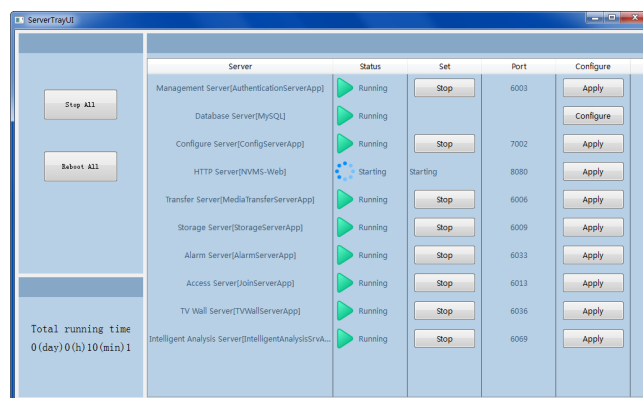 ServerTrayUI
Stop All
Reboot All
Total running time
0(day)0(h)10(min)1
Server Status Set Port Configure
Management Server[AuthenticationServerApp] Running Stop 6003 Apply
Database Server[MySQL] Running Configure
Configure Server[ConfigServerApp] Running Stop 7002 Apply
HTTP Server[NVMS-Web] Starting Starting 8080 Apply
Transfer Server[MediaTransferServerApp] Running Stop 6006 Apply
Storage Server[StorageServerApp] Running Stop 6009 Apply
Alarm Server[AlarmServerApp] Running Stop 6033 Apply
Access Server[JoinServerApp] Running Stop 6013 Apply
TV Wall Server[TVWallServerApp] Running Stop 6036 Apply
Intelligent Analysis Server[IntelligentAnalysisSrvA... Running Stop 6069 Apply